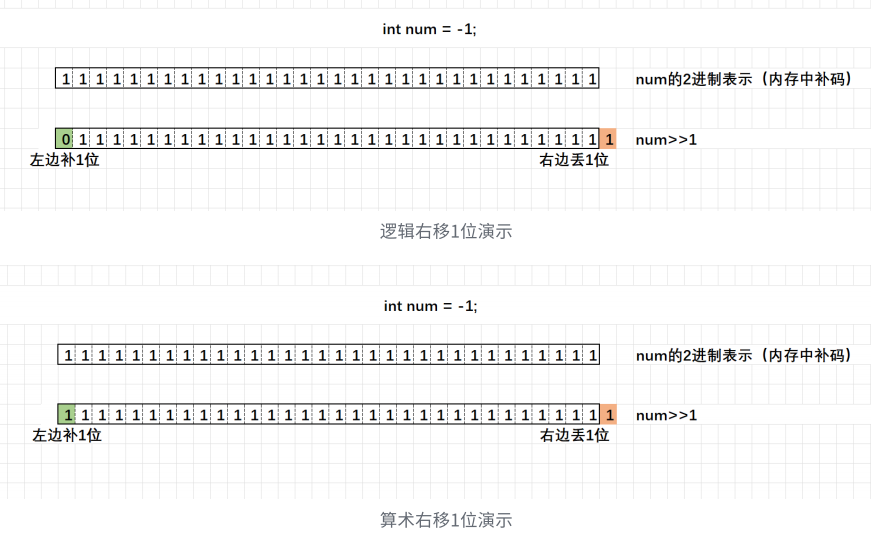 int num = -1;
1 1 1 1 1 1 1 1 1 1 1 1 1 1 1 1 1 1 1 1 1 1 1 1 1 1 1 1 1 1 1 1 num的2进制表示（内存中补码）
0 1 1 1 1 1 1 1 1 1 1 1 1 1 1 1 1 1 1 1 1 1 1 1 1 1 1 1 1 1 1 1 1 num>>1
左边补1位 右边丢1位
逻辑右移1位演示
int num = -1;
1 1 1 1 1 1 1 1 1 1 1 1 1 1 1 1 1 1 1 1 1 1 1 1 1 1 1 1 1 1 1 1 num的2进制表示（内存中补码）
1 1 1 1 1 1 1 1 1 1 1 1 1 1 1 1 1 1 1 1 1 1 1 1 1 1 1 1 1 1 1 1 1 num>>1
左边补1位 右边丢1位
算术右移1位演示